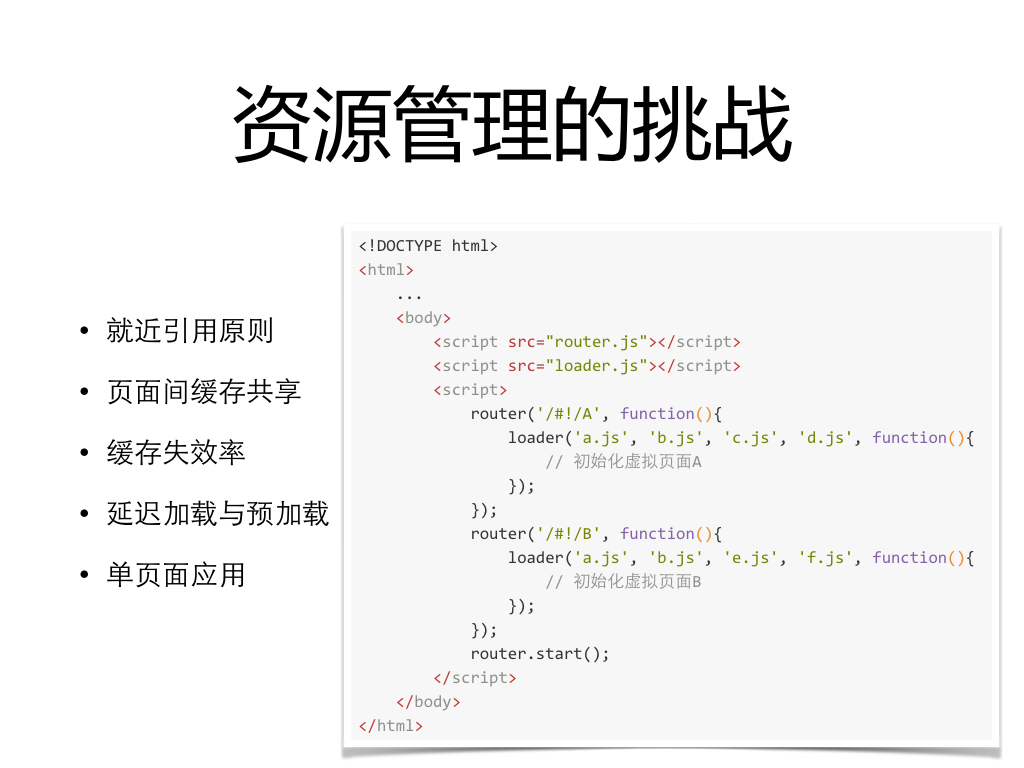 资源管理的挑战
• 就近引用原则
• 页面间缓存共享
• 缓存失效率
• 延迟加载与预加载
• 单页面应用
<!DOCTYPE html>
<html>
    ...
    <body>
        <script src="router.js"></script>
        <script src="loader.js"></script>
        <script>
            router('/#!/A', function(){
                loader('a.js', 'b.js', 'c.js', 'd.js', function(){
                    // 初始化虚拟页面A
                });
            });
            router('/#!/B', function(){
                loader('a.js', 'b.js', 'e.js', 'f.js', function(){
                    // 初始化虚拟页面B
                });
            });
            router.start();
        </script>
    </body>
</html>